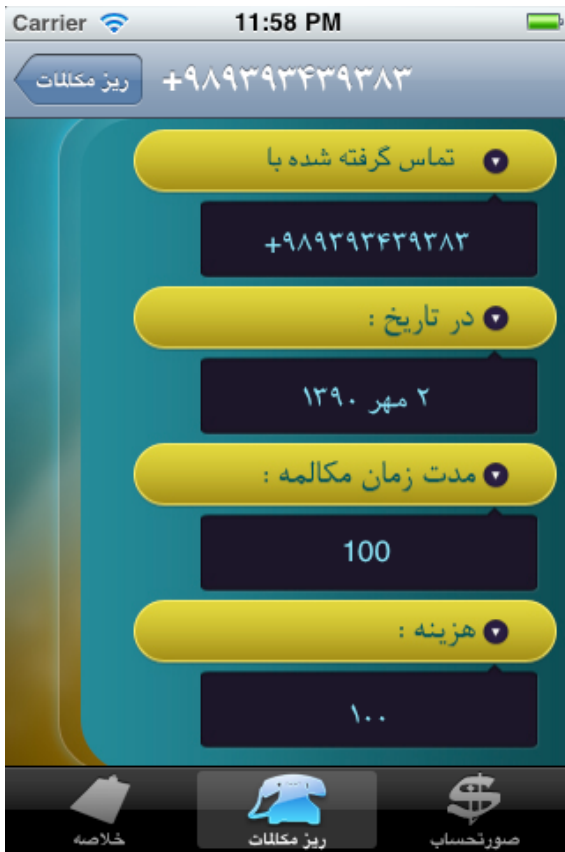 Carrier 11:58 PM
ریز مکالمات
+۹۸۹۳۹۳۴۳۹۳۸۳
تماس گرفته شده با
+۹۸۹۳۹۳۴۳۹۳۸۳
در تاریخ :
۲ مهر ۱۳۹۰
مدت زمان مکالمه :
100
هزینه :
۱۰۰
خلاصه
ریز مکالمات
صورتحساب